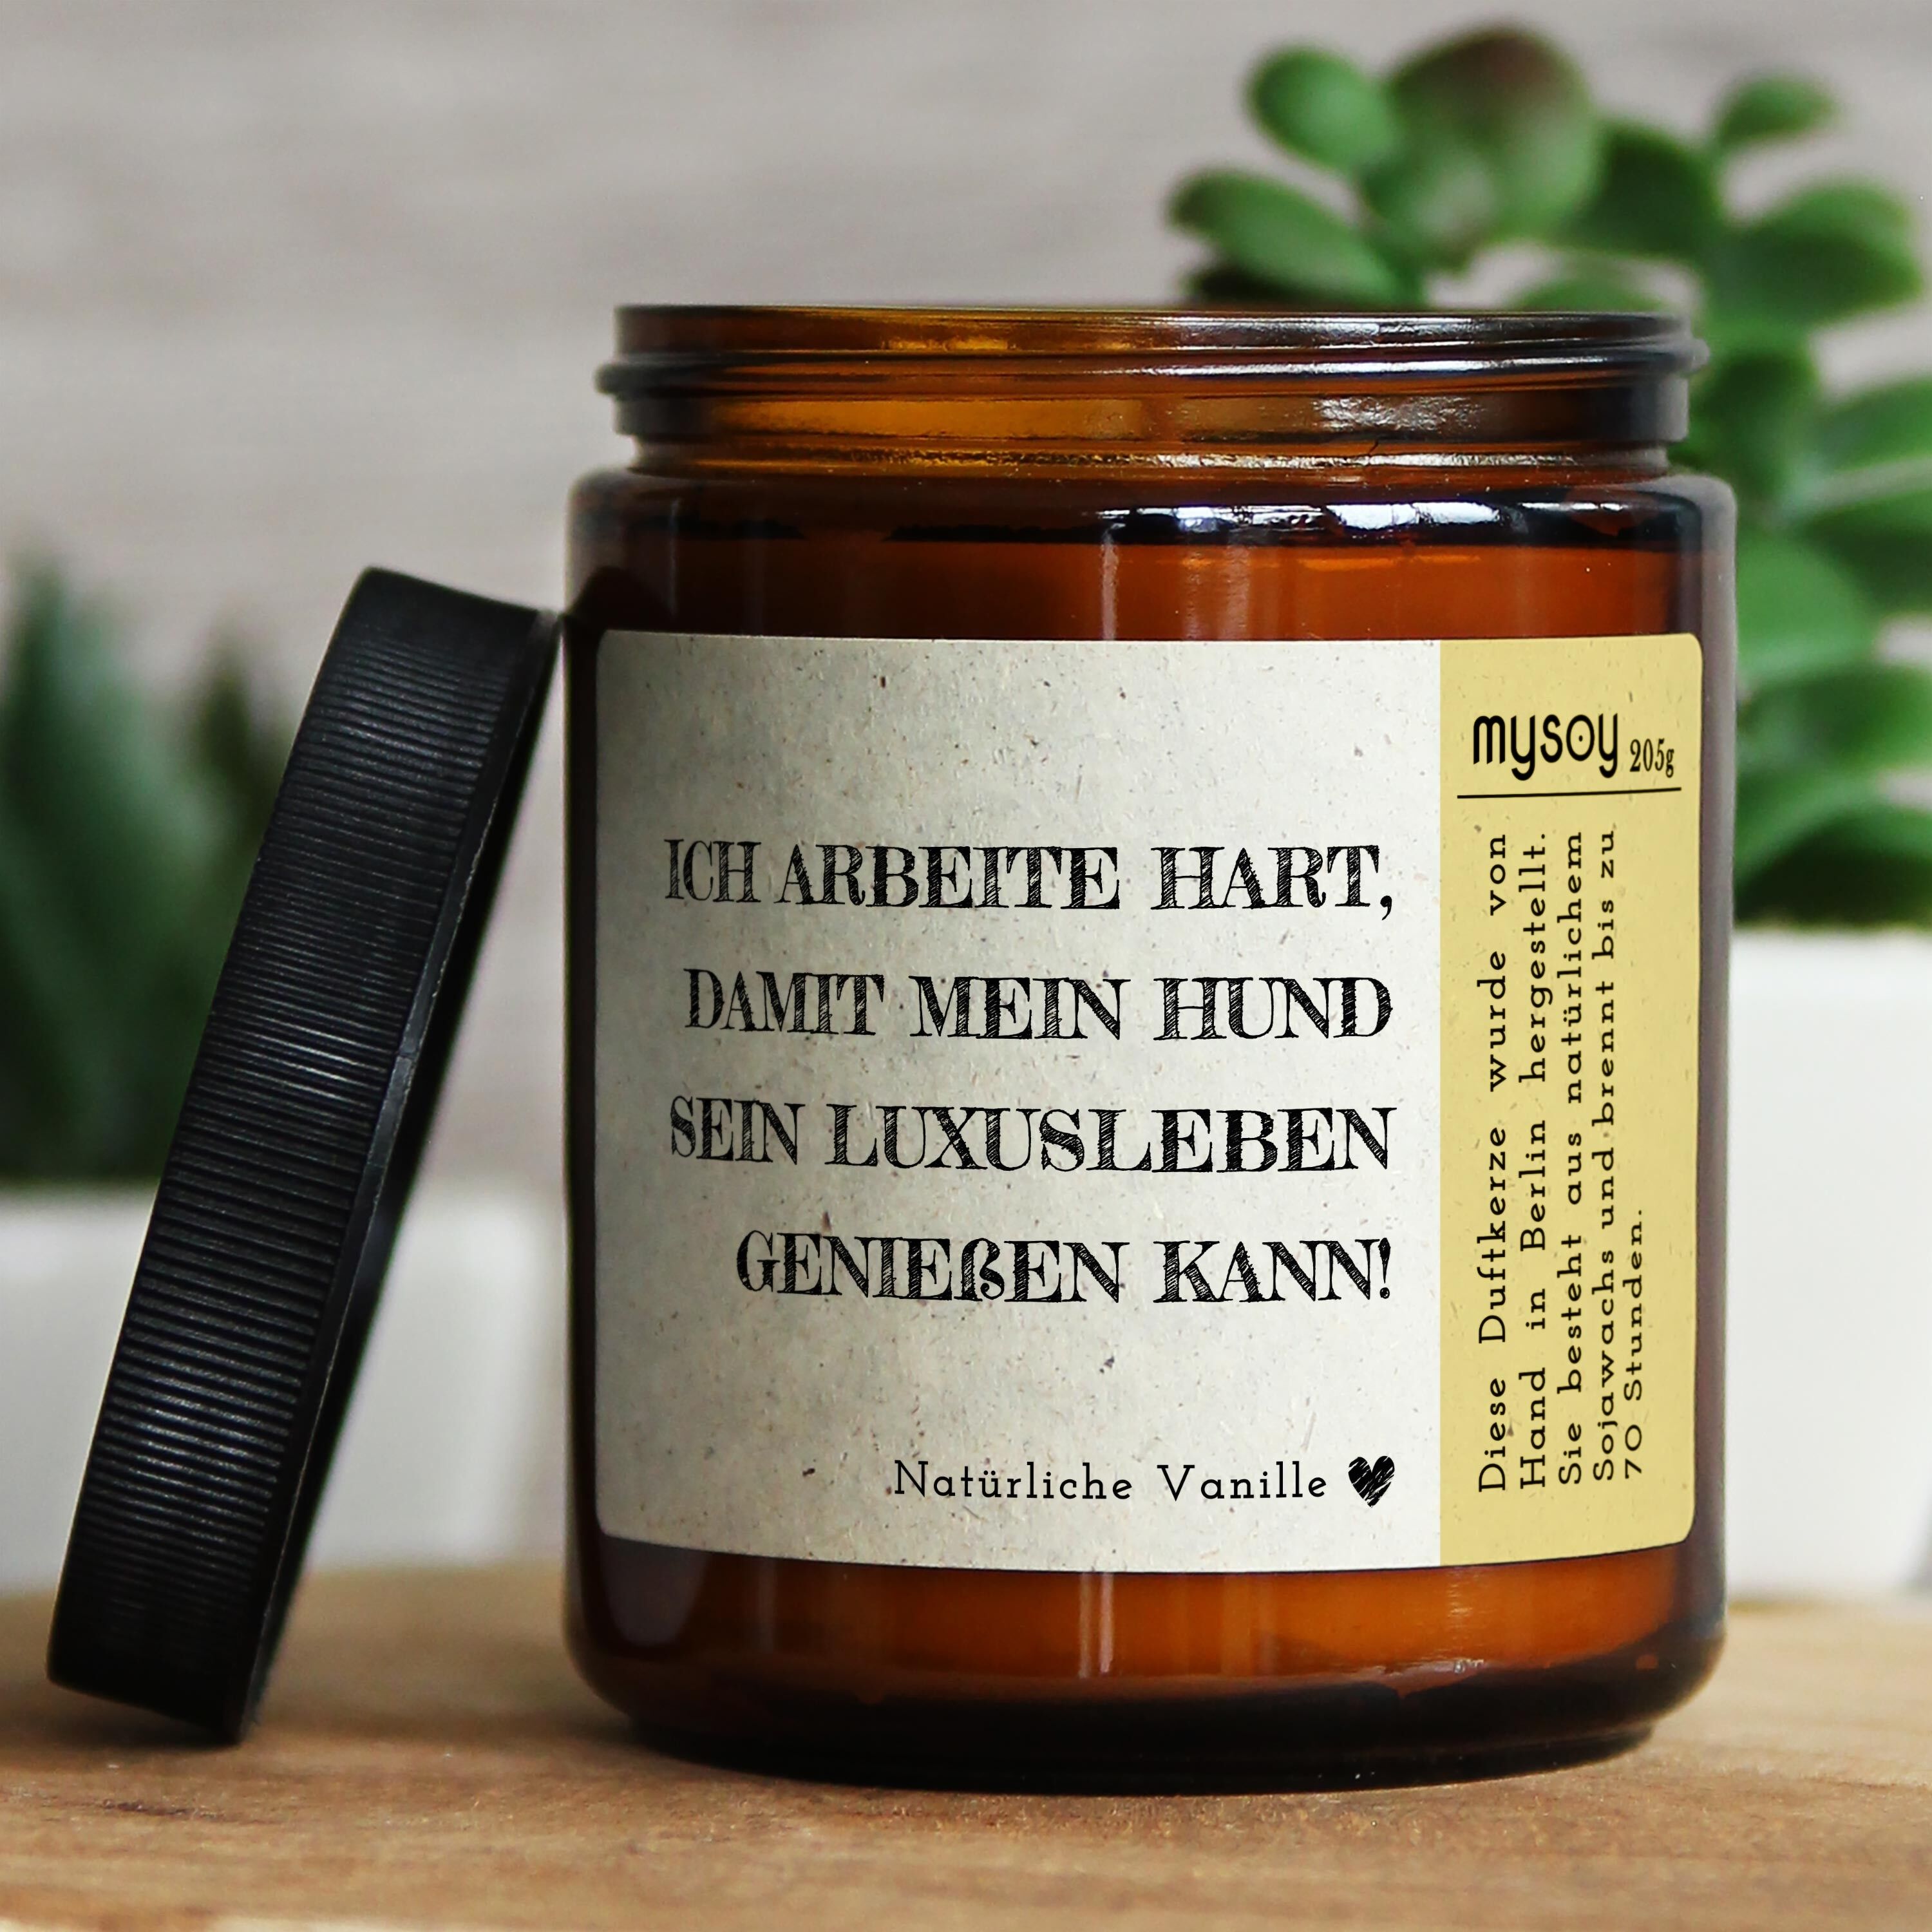 ICH ARBEITE HART,
DAMIT MEIN HUND
SEIN LUXUSLEBEN
GENIEßEN KANN!
Natürliche Vanille
mysoy 205g
Diese Duftkerze wurde von
Hand in Berlin hergestellt.
Sie besteht aus natürlichem
Sojawachs und brennt bis zu
70 Stunden.